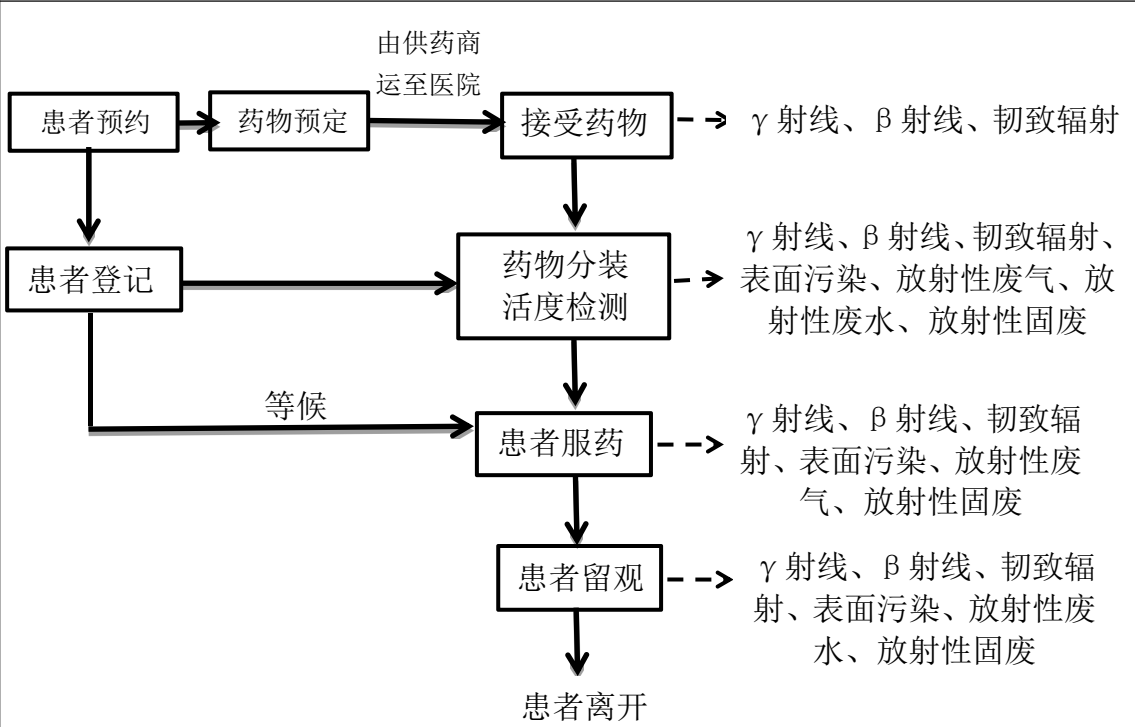 由供药商
运至医院
患者预约
药物预定
接受药物
γ射线、β射线、韧致辐射
患者登记
药物分装
活度检测
γ射线、β射线、韧致辐射、
表面污染、放射性废气、放
射性废水、放射性固废
等候
患者服药
γ射线、β射线、韧致辐
射、表面污染、放射性废
气、放射性固废
患者留观
γ射线、β射线、韧致辐
射、表面污染、放射性废
水、放射性固废
患者离开